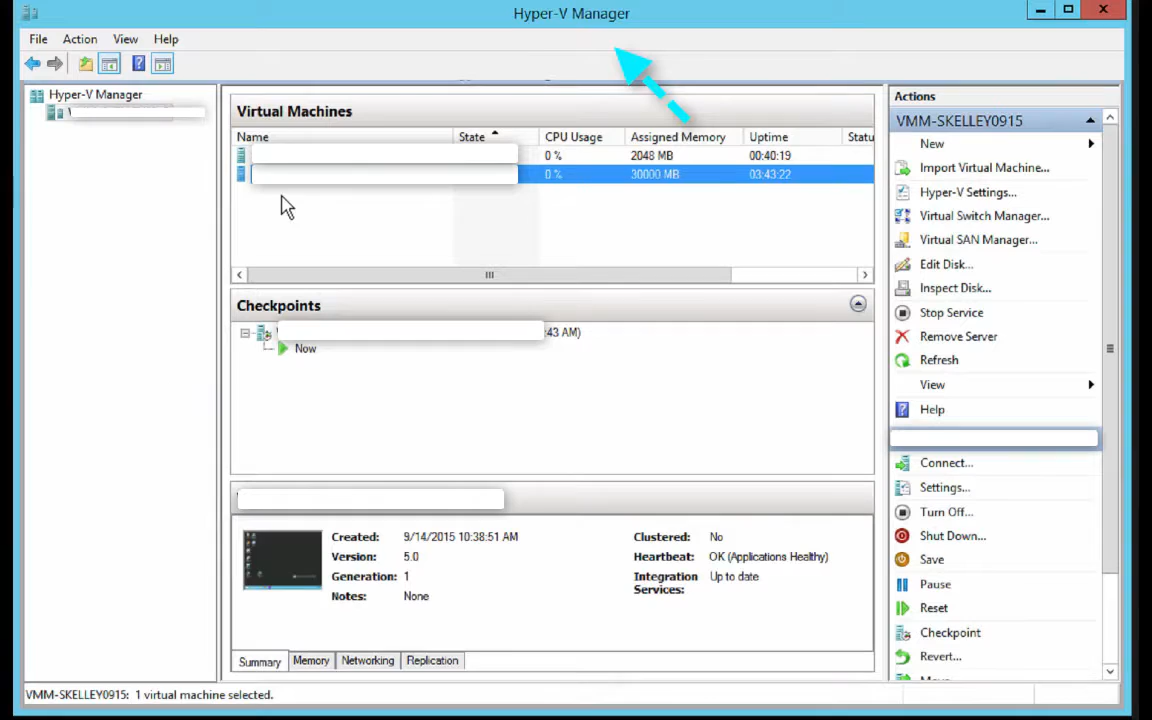 Hyper-V Manager
File Action View Help
Hyper-V Manager
Virtual Machines
Name State CPU Usage Assigned Memory Uptime Statu
0 % 2048 MB 00:40:19
0 % 30000 MB 03:43:22
Checkpoints
:43 AM)
Now
Created: 9/14/2015 10:38:51 AM Clustered: No
Version: 5.0 Heartbeat: OK (Applications Healthy)
Generation: 1 Integration Services: Up to date
Notes: None
Summary Memory Networking Replication
Actions
VMM-SKELLEY0915
New
Import Virtual Machine...
Hyper-V Settings...
Virtual Switch Manager...
Virtual SAN Manager...
Edit Disk...
Inspect Disk...
Stop Service
Remove Server
Refresh
View
Help
Connect...
Settings...
Turn Off...
Shut Down...
Save
Pause
Reset
Checkpoint
Revert...
VMM-SKELLEY0915: 1 virtual machine selected.